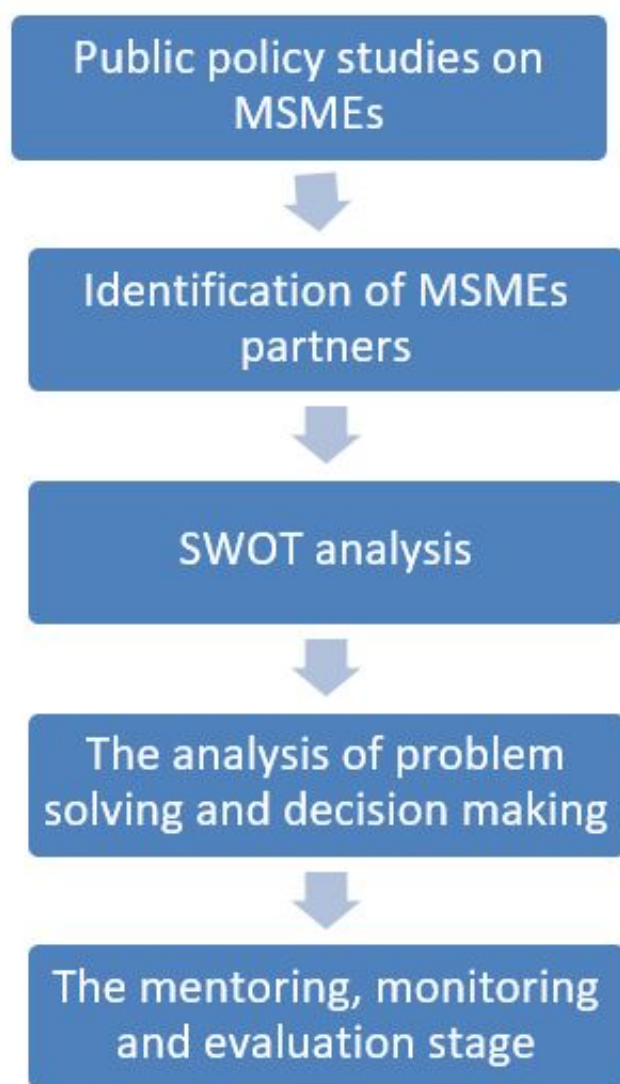 Public policy studies on
MSMEs
Identification of MSMEs
partners
SWOT analysis
The analysis of problem
solving and decision making
The mentoring, monitoring
and evaluation stage